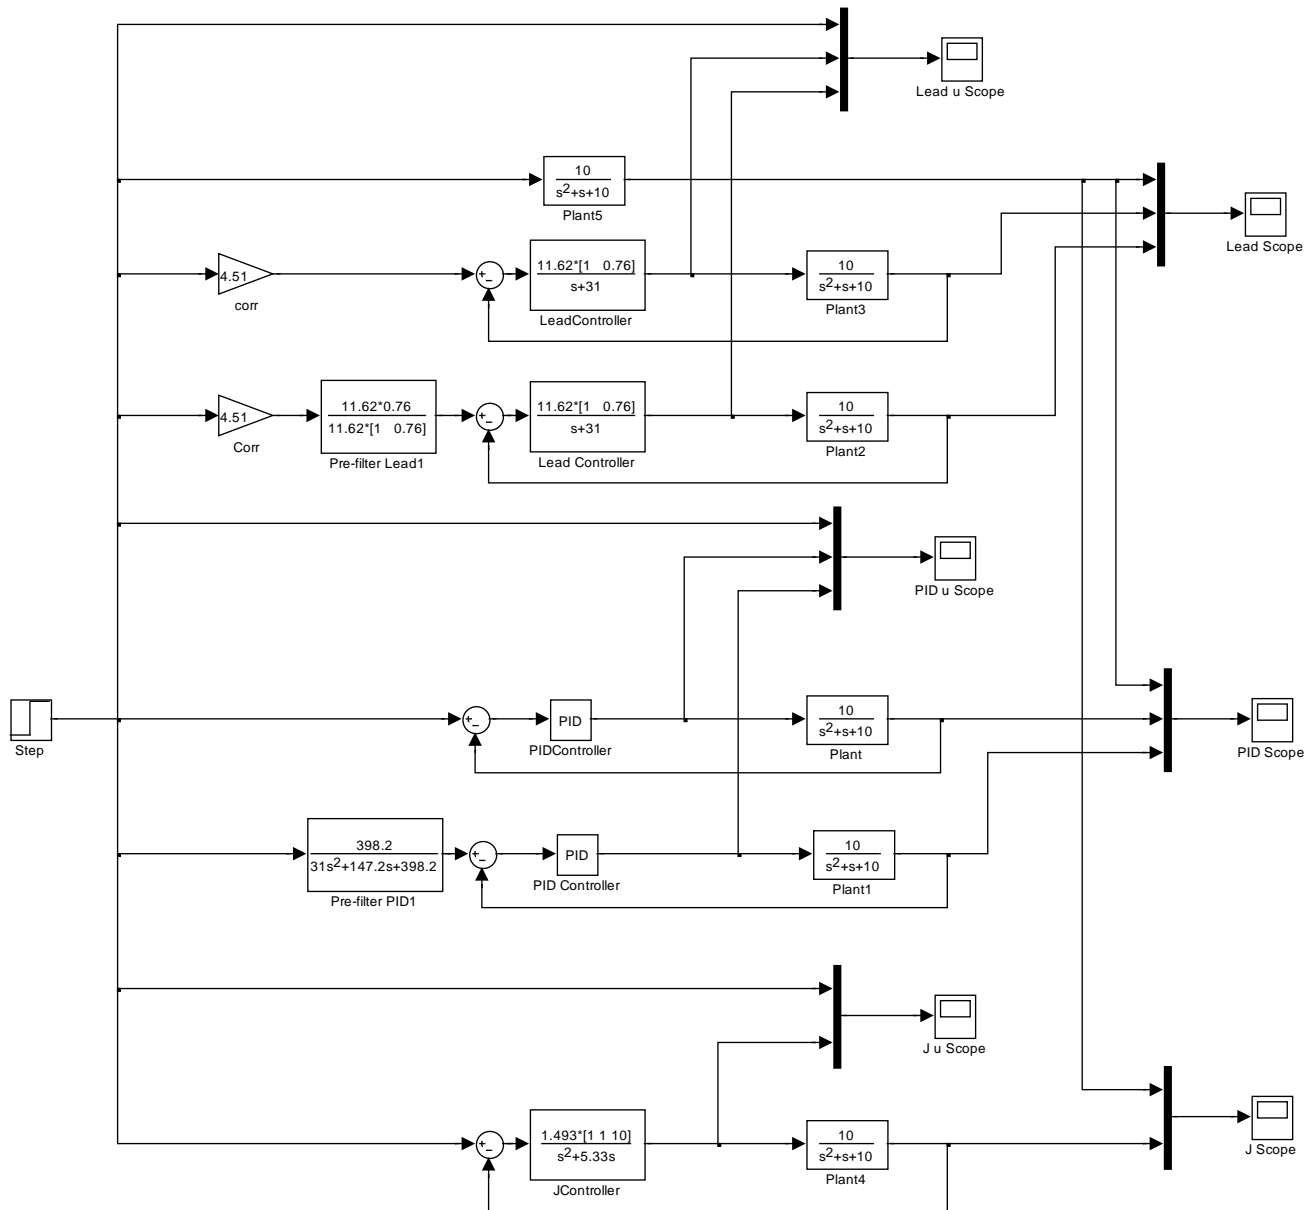 Lead u Scope
10
s2+s+10
Plant5
Lead Scope
4.51
corr
+
−
11.62*[1 0.76]
s+31
LeadController
10
s2+s+10
Plant3
4.51
Corr
11.62*0.76
11.62*[1 0.76]
Pre-filter Lead1
+
−
11.62*[1 0.76]
s+31
Lead Controller
10
s2+s+10
Plant2
PID u Scope
Step
+
−
PID
PIDController
10
s2+s+10
Plant
PID Scope
398.2
31s2+147.2s+398.2
Pre-filter PID1
+
−
PID
PID Controller
10
s2+s+10
Plant1
J u Scope
+
−
1.493*[1 1 10]
s2+5.33s
JController
10
s2+s+10
Plant4
J Scope